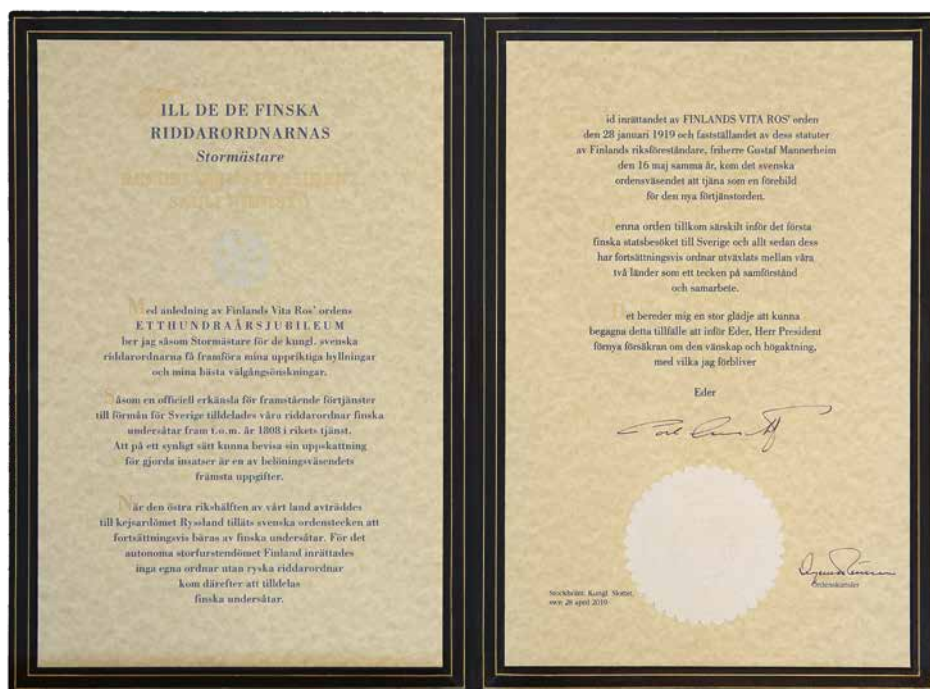 ILL DE DE FINSKA
RIDDARORDNARNAS
Stormästare
Med anledning av Finlands Vita Ros' ordens
ETTHUNDRAÅRSJUBILEUM
ber jag såsom Stormästare för de kungl. svenska
riddarordnarna få framföra mina uppriktiga hyllningar
och mina bästa välgångsönskningar.
Såsom en officiell erkänsla för framstående förtjänster
till förmån för Sverige tilldelades våra riddarordnar finska
undersåtar fram t.o.m. år 1808 i rikets tjänst.
Att på ett synligt sätt kunna bevisa sin uppskattning
för gjorda insatser är en av belöningsväsendets
främsta uppgifter.
När den östra rikshälften av vårt land avträddes
till kejsardömet Ryssland tilläts svenska ordenstecken att
fortsättningsvis bäras av finska undersåtar. För det
autonoma storfurstendömet Finland inrättades
inga egna ordnar utan ryska riddarordnar
kom därefter att tilldelas
finska undersåtar.
id inrättandet av FINLANDS VITA ROS' orden
den 28 januari 1919 och fastställandet av dess statuter
av Finlands riksföreståndare, friherre Gustaf Mannerheim
den 16 maj samma år, kom det svenska
ordensväsendet att tjäna som en förebild
för den nya förtjänstorden.
Denna orden tillkom särskilt inför det första
finska statsbesöket till Sverige och allt sedan dess
har fortsättningsvis ordnar utväxlats mellan våra
två länder som ett tecken på samförstånd
och samarbete.
et bereder mig en stor glädje att kunna
begagna detta tillfälle att inför Eder, Herr President
förnya försäkran om den vänskap och högaktning,
med vilka jag förbliver
Eder
Ordenskansler
Stockholms Kungl. Slottet,
28 april 2019